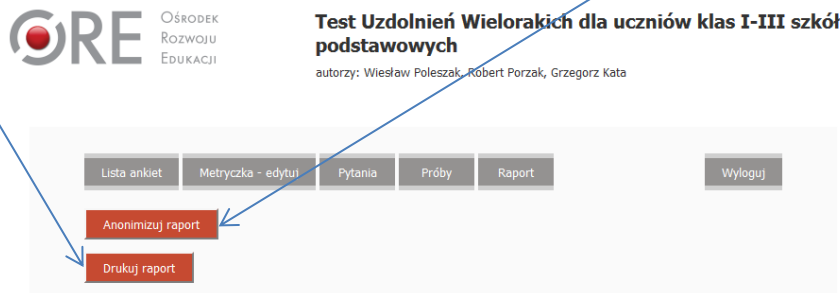 ORE
Ośrodek
Rozwoju
Edukacji
Test Uzdolnień Wielorakich dla uczniów klas I-III szkół
podstawowych
autorzy: Wiesław Poleszak, Robert Porzak, Grzegorz Kata
Lista ankiet Metryczka - edytuj Pytania Próby Raport Wyloguj
Anonimizuj raport
Drukuj raport